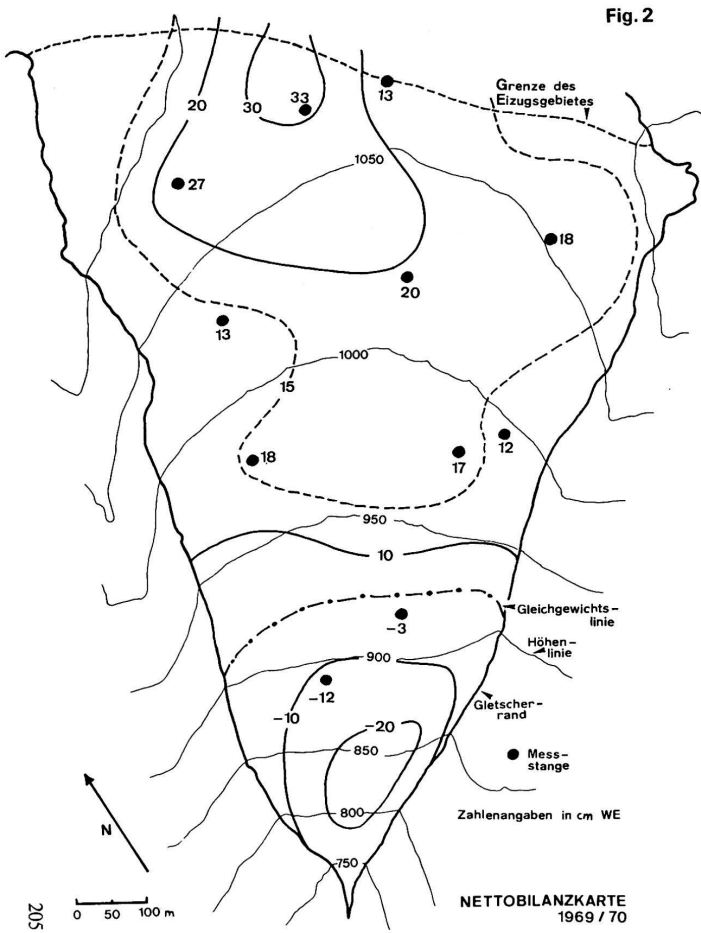 Fig. 2
20
30
33
13
Grenze des
Eizugsgebietes
1050
27
18
20
13
1000
15
18
17
12
950
10
Gleichgewichts-
linie
-3
Höhen-
linie
900
-12
Gletscher-
rand
-10
-20
850
Mess-
stange
800
Zahlenangaben in cm WE
N
750
NETTOBILANZKARTE
1969 / 70
0 50 100 m
205